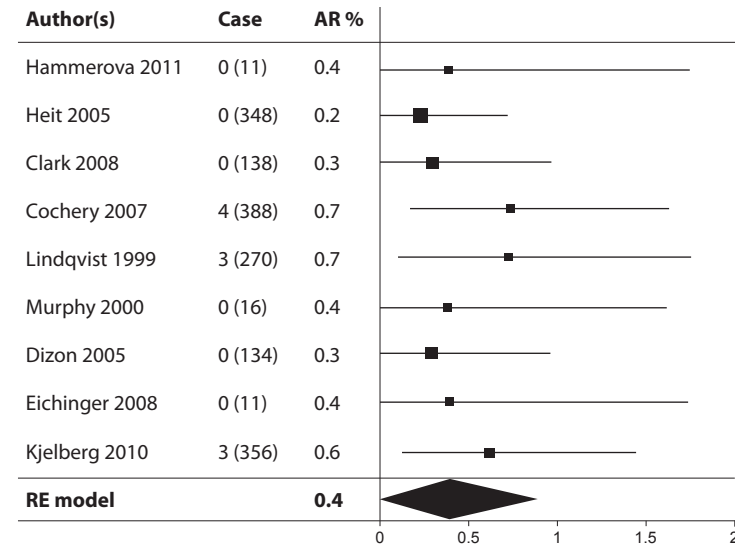 Author(s) Case AR %
Hammerova 2011 0 (11) 0.4
Heit 2005 0 (348) 0.2
Clark 2008 0 (138) 0.3
Cochery 2007 4 (388) 0.7
Lindqvist 1999 3 (270) 0.7
Murphy 2000 0 (16) 0.4
Dizon 2005 0 (134) 0.3
Eichinger 2008 0 (11) 0.4
Kjelberg 2010 3 (356) 0.6
RE model 0.4
0 0.5 1 1.5 2